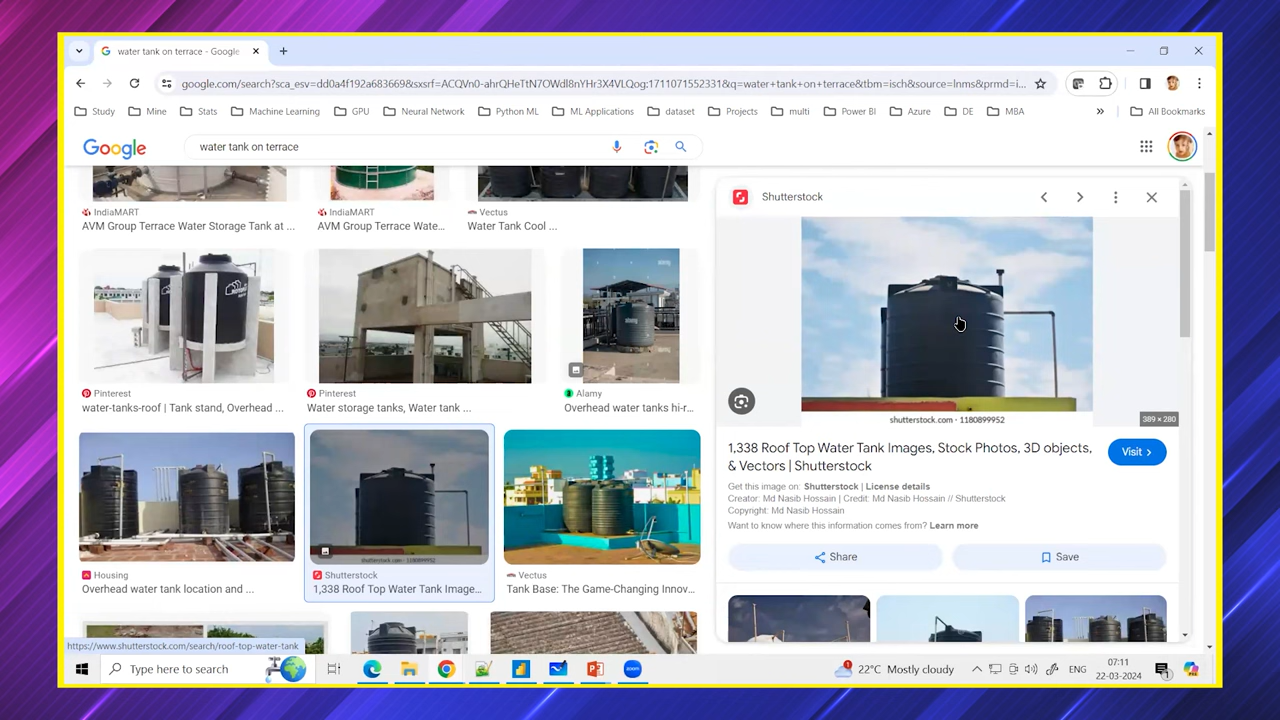 water tank on terrace - Google
google.com/search?sca_esv=dd0a4f192a683669&sxsrf=ACQVn0-ahrQHeTtN7OWdl8nYHr3X4VLQog:1711071552331&q=water+tank+on+terrace&tbm=isch&source=lnms&prmd=i...
Study
Mine
Stats
Machine Learning
GPU
Neural Network
Python ML
ML Applications
dataset
Projects
multi
Power BI
Azure
DE
MBA
All Bookmarks
Google
water tank on terrace
IndiaMART
AVM Group Terrace Water Storage Tank at ...
IndiaMART
AVM Group Terrace Wate...
Vectus
Water Tank Cool ...
Pinterest
water-tanks-roof | Tank stand, Overhead ...
Pinterest
Water storage tanks, Water tank ...
Alamy
Overhead water tanks hi-r...
Housing
Overhead water tank location and ...
shutterstock.com · 1180899952
Shutterstock
1,338 Roof Top Water Tank Image...
Vectus
Tank Base: The Game-Changing Innov...
Shutterstock
shutterstock.com · 1180899952
389 × 280
1,338 Roof Top Water Tank Images, Stock Photos, 3D objects,
& Vectors | Shutterstock
Visit
Get this image on: Shutterstock | License details
Creator: Md Nasib Hossain | Credit: Md Nasib Hossain // Shutterstock
Copyright: Md Nasib Hossain
Want to know where this information comes from? Learn more
Share
Save
https://www.shutterstock.com/search/roof-top-water-tank
Type here to search
zoom
1
22°C Mostly cloudy
ENG
07:11
22-03-2024
1